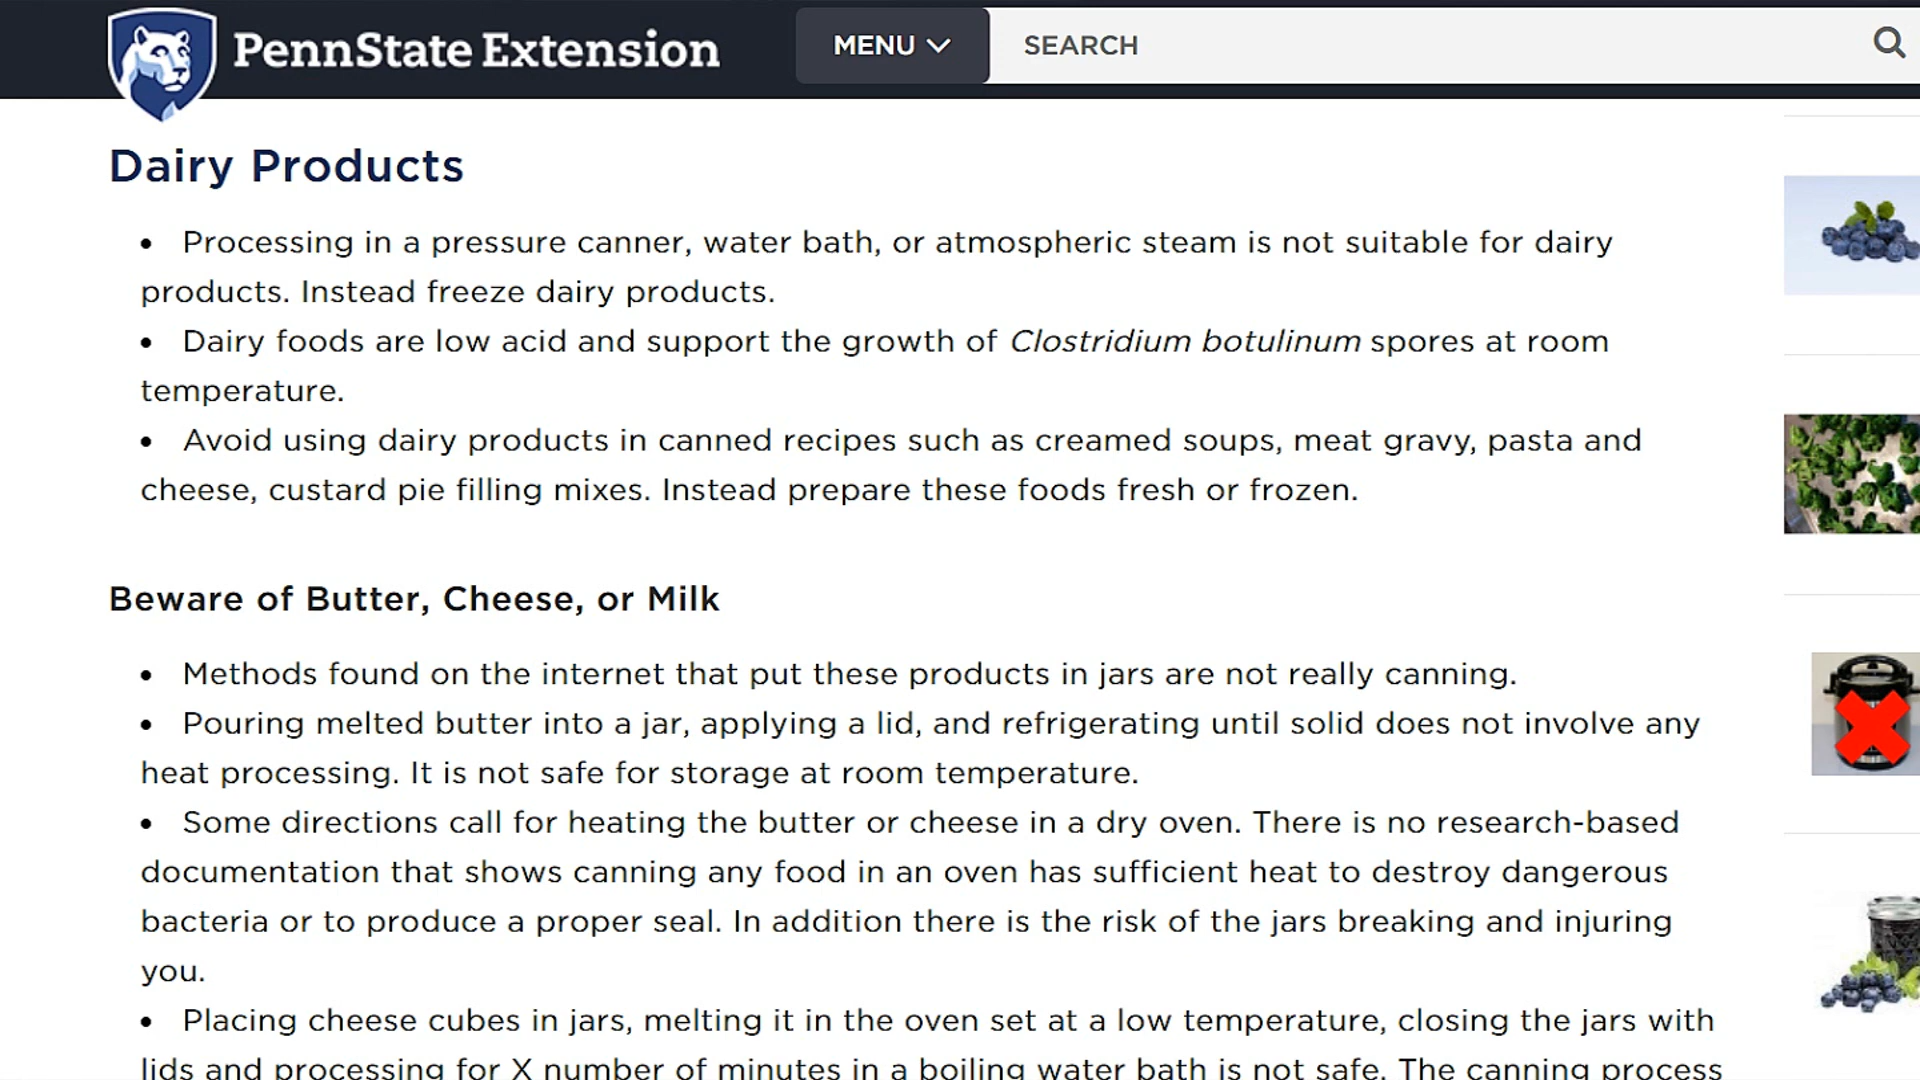 PennState Extension
MENU
SEARCH
Dairy Products
• Processing in a pressure canner, water bath, or atmospheric steam is not suitable for dairy
products. Instead freeze dairy products.
• Dairy foods are low acid and support the growth of Clostridium botulinum spores at room
temperature.
• Avoid using dairy products in canned recipes such as creamed soups, meat gravy, pasta and
cheese, custard pie filling mixes. Instead prepare these foods fresh or frozen.
Beware of Butter, Cheese, or Milk
• Methods found on the internet that put these products in jars are not really canning.
• Pouring melted butter into a jar, applying a lid, and refrigerating until solid does not involve any
heat processing. It is not safe for storage at room temperature.
• Some directions call for heating the butter or cheese in a dry oven. There is no research-based
documentation that shows canning any food in an oven has sufficient heat to destroy dangerous
bacteria or to produce a proper seal. In addition there is the risk of the jars breaking and injuring
you.
• Placing cheese cubes in jars, melting it in the oven set at a low temperature, closing the jars with
lids and processing for X number of minutes in a boiling water bath is not safe. The canning process